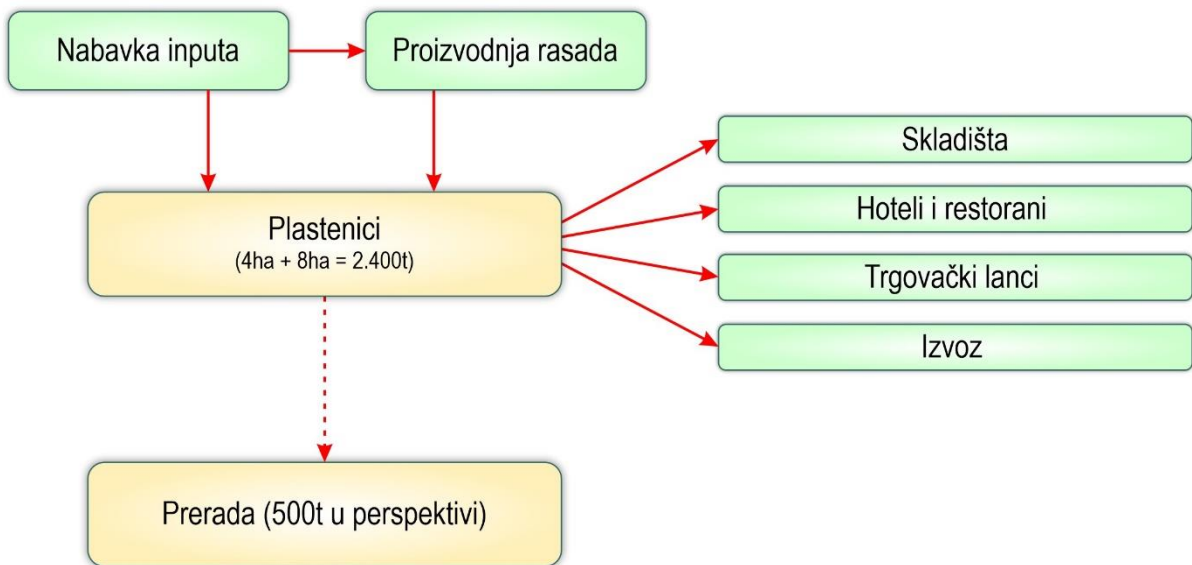 Nabavka inputa
Proizvodnja rasada
Plastenici
(4ha + 8ha = 2.400t)
Skladišta
Hoteli i restorani
Trgovački lanci
Izvoz
Prerada (500t u perspektivi)